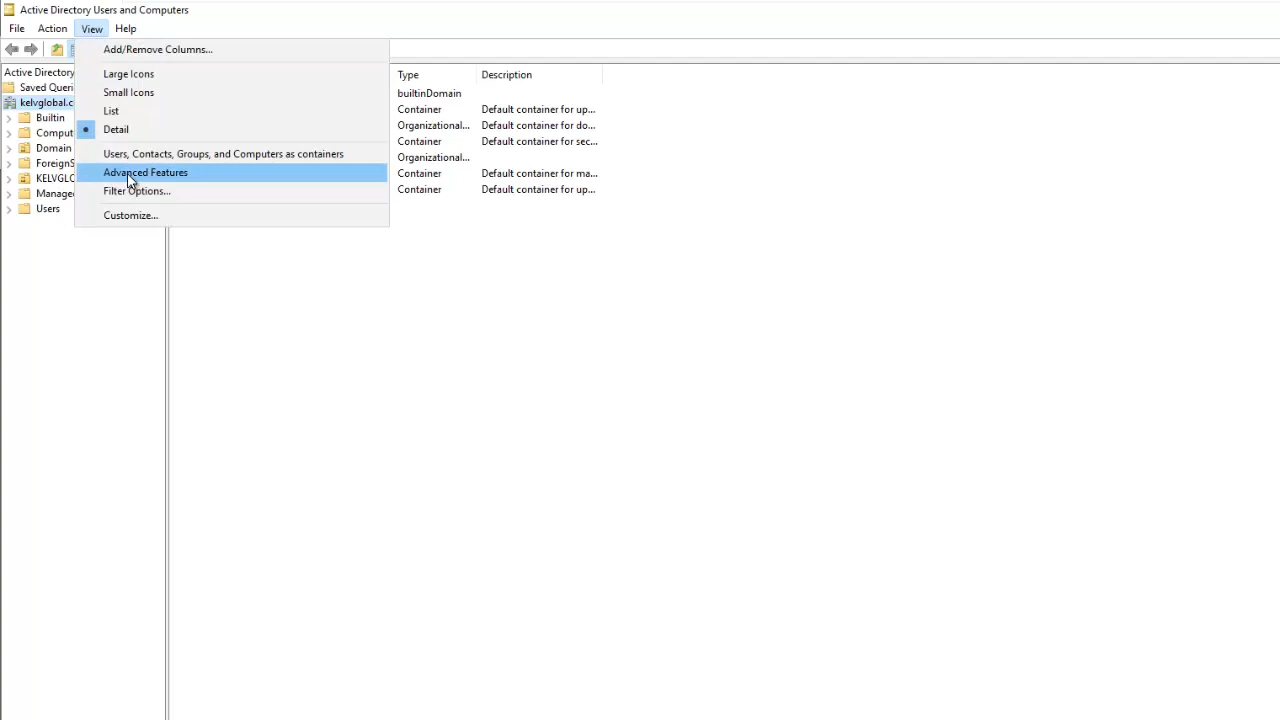 Active Directory Users and Computers
File Action View Help
Add/Remove Columns...
Large Icons
Small Icons
List
Detail
Users, Contacts, Groups, and Computers as containers
Advanced Features
Filter Options...
Customize...
Active Directory
Saved Queri
kelvglobal.c
Builtin
Comput
Domain
ForeignS
KELVGLO
Manage
Users
Type Description
builtinDomain
Container Default container for up...
Organizational... Default container for do...
Container Default container for sec...
Organizational...
Container Default container for ma...
Container Default container for up...